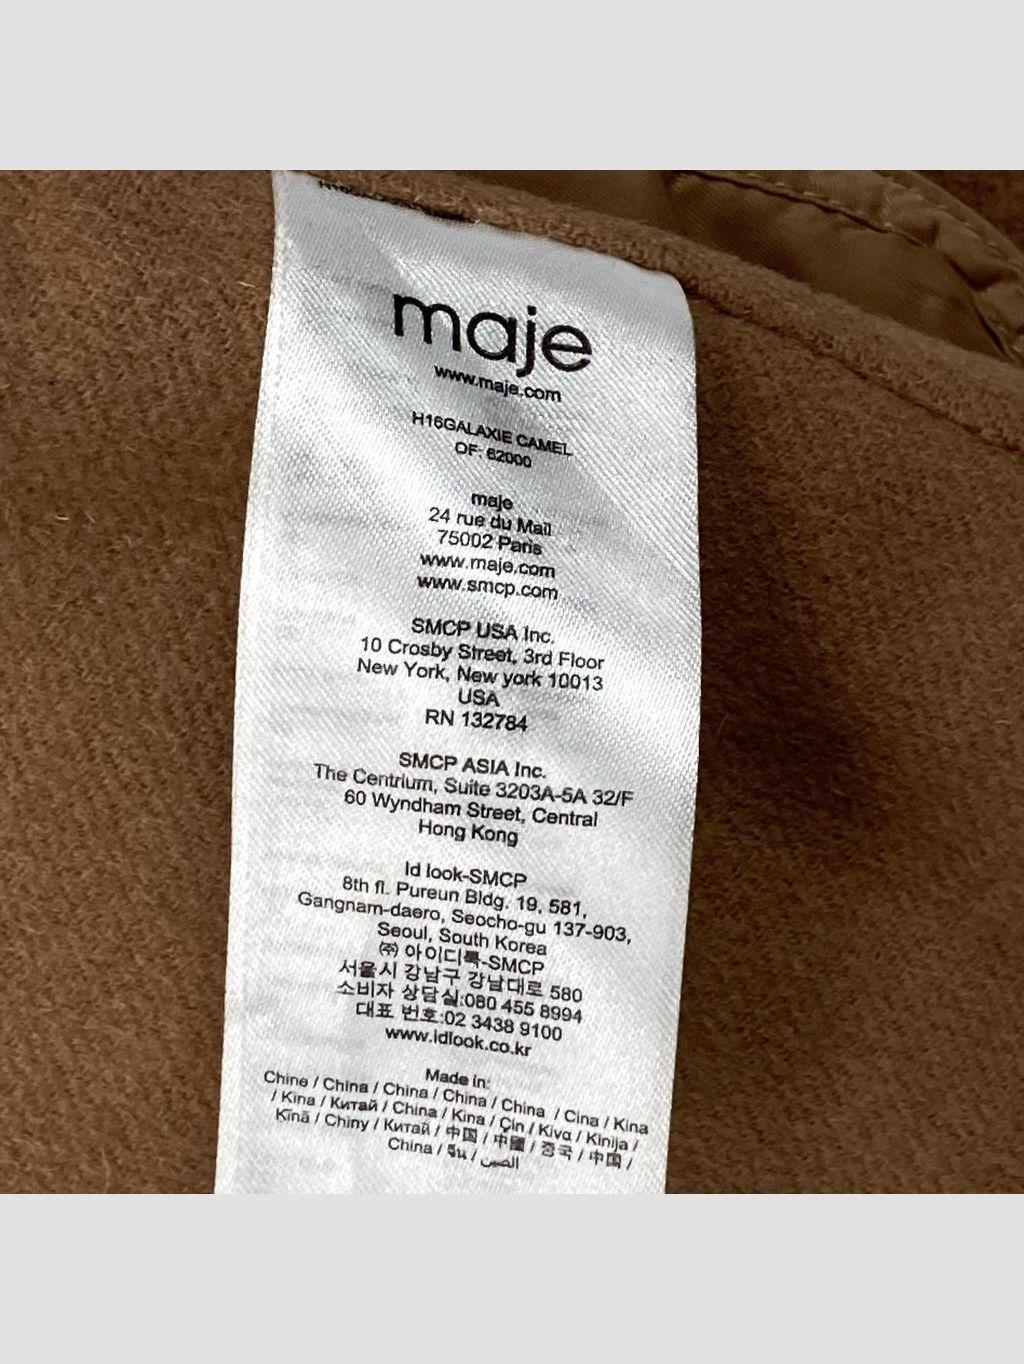 maje
www.maje.com
H16GALAXIE CAMEL
OF: 62000
maje
24 rue du Mail
75002 Paris
www.maje.com
www.smcp.com
SMCP USA Inc.
10 Crosby Street, 3rd Floor
New York, New york 10013
USA
RN 132784
SMCP ASIA Inc.
The Centrium, Suite 3203A-5A 32/F
60 Wyndham Street, Central
Hong Kong
Id look-SMCP
8th fl. Pureun Bldg. 19, 581,
Gangnam-daero, Seocho-gu 137-903,
Seoul, South Korea
㈜ 아이디룩-SMCP
서울시 강남구 강남대로 580
소비자 상담실:080 455 8994
대표 번호:02 3438 9100
www.idlook.co.kr
Made in:
Chine / China / China / China / China / Cina / Kina
/ Kina / Китай / China / Kina / Çin / Kίνα / Kinija /
Kīnā / Chiny / Китай / 中国 / 中國 / 중국 / 中国 /
China / จีน / الصين